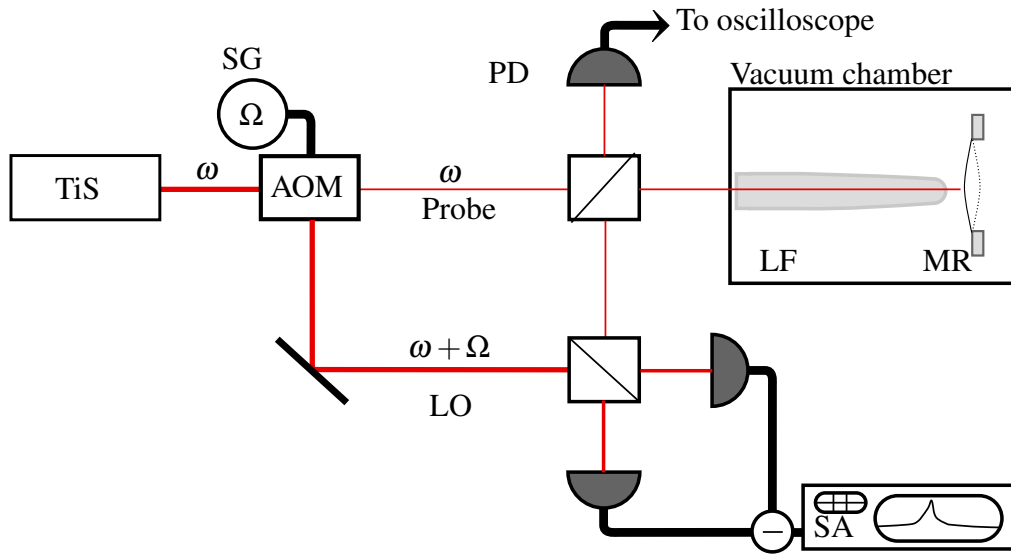 To oscilloscope
SG
PD
Vacuum chamber
Ω
ω
ω
TiS
AOM
Probe
LF
MR
ω + Ω
LO
SA
−